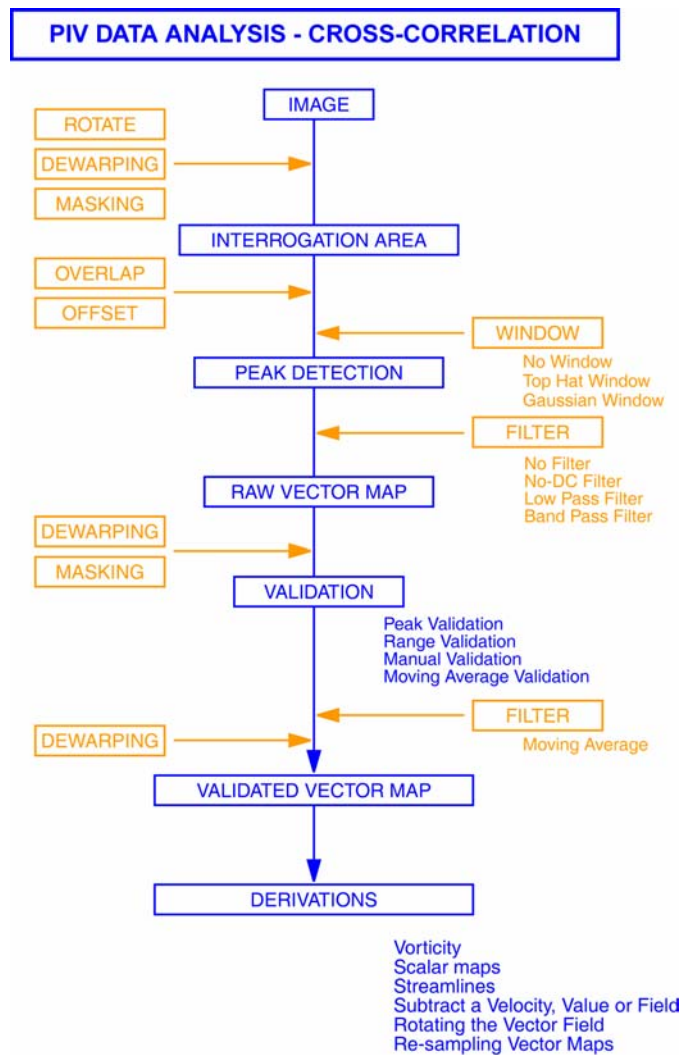 PIV DATA ANALYSIS - CROSS-CORRELATION
IMAGE
ROTATE
DEWARPING
MASKING
INTERROGATION AREA
OVERLAP
OFFSET
WINDOW
No Window
Top Hat Window
Gaussian Window
PEAK DETECTION
FILTER
No Filter
No-DC Filter
Low Pass Filter
Band Pass Filter
RAW VECTOR MAP
DEWARPING
MASKING
VALIDATION
Peak Validation
Range Validation
Manual Validation
Moving Average Validation
FILTER
Moving Average
DEWARPING
VALIDATED VECTOR MAP
DERIVATIONS
Vorticity
Scalar maps
Streamlines
Subtract a Velocity, Value or Field
Rotating the Vector Field
Re-sampling Vector Maps